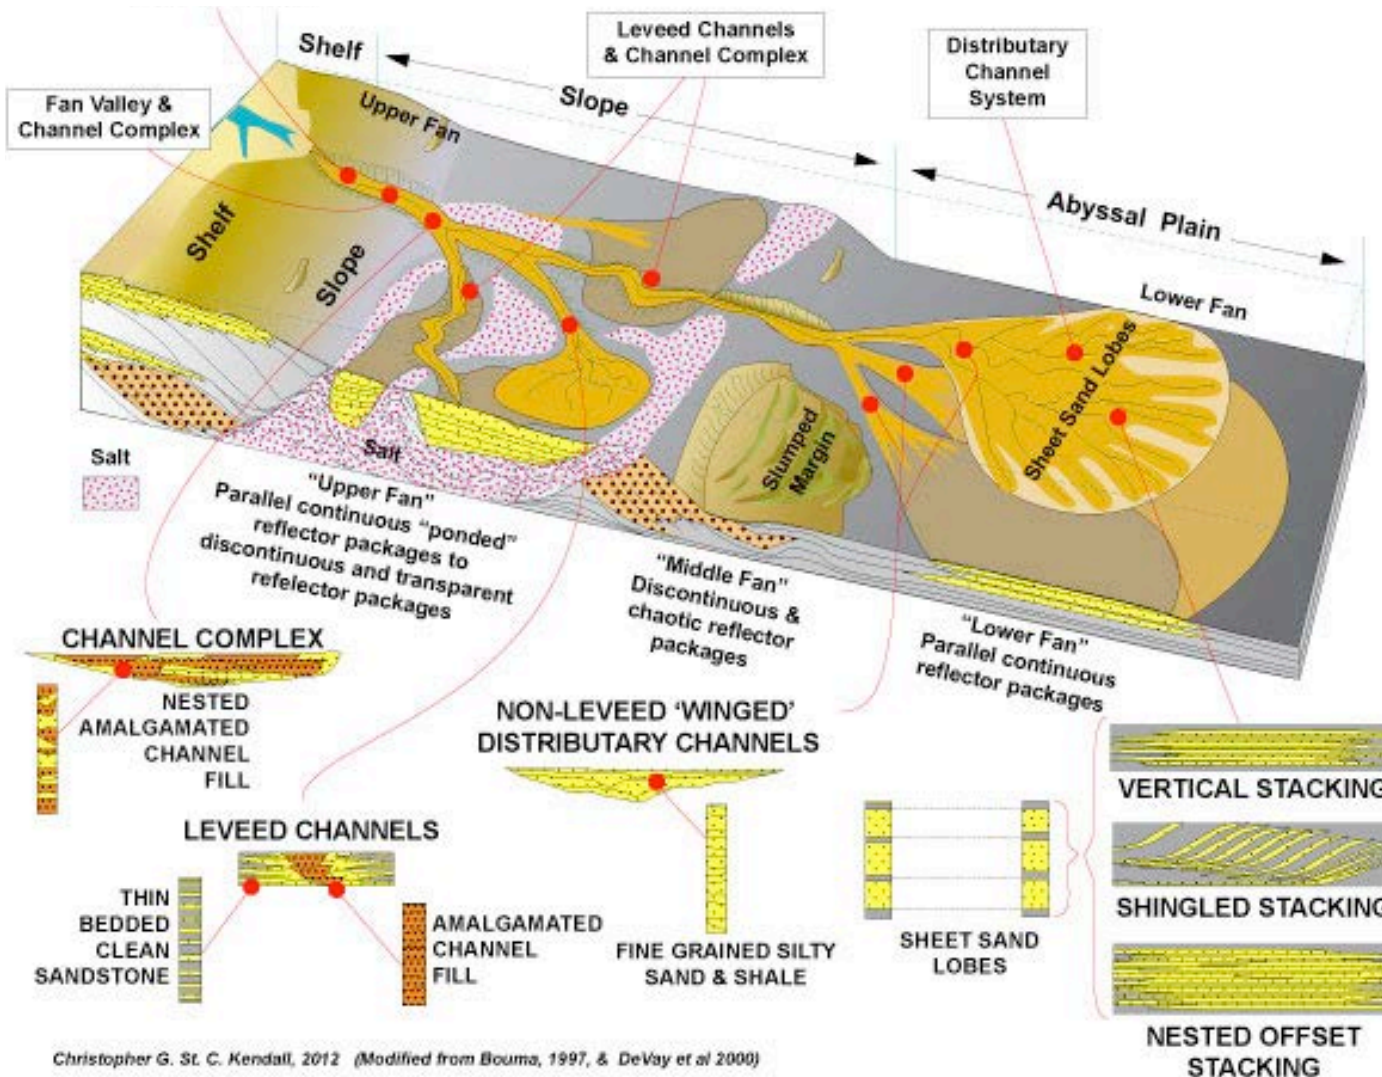 Shelf
Leveed Channels
& Channel Complex
Distributary
Channel
System
Fan Valley &
Channel Complex
Upper Fan
Slope
Abyssal Plain
Shelf
Slope
Lower Fan
Sheet Sand Lobes
Slumped
Margin
Salt
Salt
"Upper Fan"
Parallel continuous "ponded"
reflector packages to
discontinuous and transparent
refelector packages
"Middle Fan"
Discontinuous &
chaotic reflector
packages
"Lower Fan"
Parallel continuous
reflector packages
CHANNEL COMPLEX
NESTED
AMALGAMATED
CHANNEL
FILL
NON-LEVEED 'WINGED'
DISTRIBUTARY CHANNELS
FINE GRAINED SILTY
SAND & SHALE
LEVEED CHANNELS
THIN
BEDDED
CLEAN
SANDSTONE
AMALGAMATED
CHANNEL
FILL
SHEET SAND
LOBES
VERTICAL STACKING
SHINGLED STACKING
NESTED OFFSET
STACKING
Christopher G. St. C. Kendall, 2012 (Modified from Bouma, 1997, & DeVay et al 2000)